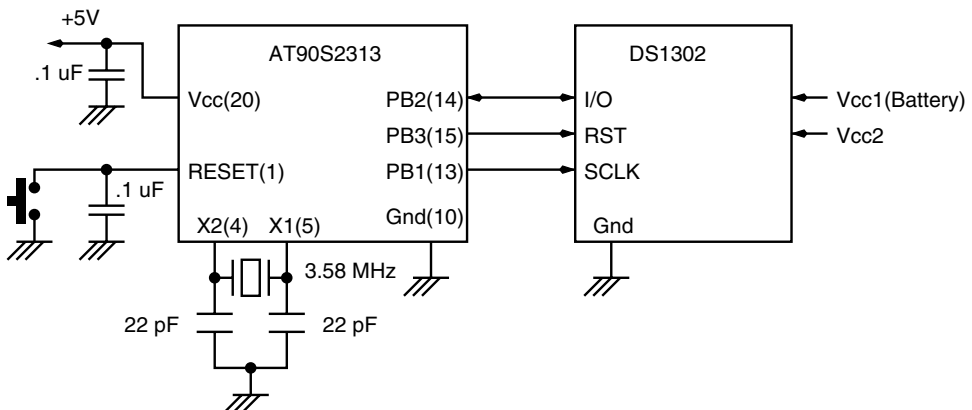 +5V
AT90S2313
DS1302
.1 uF
Vcc(20)
PB2(14)
I/O
Vcc1(Battery)
PB3(15)
RST
Vcc2
RESET(1)
PB1(13)
SCLK
.1 uF
Gnd(10)
X2(4)
X1(5)
Gnd
3.58 MHz
22 pF
22 pF